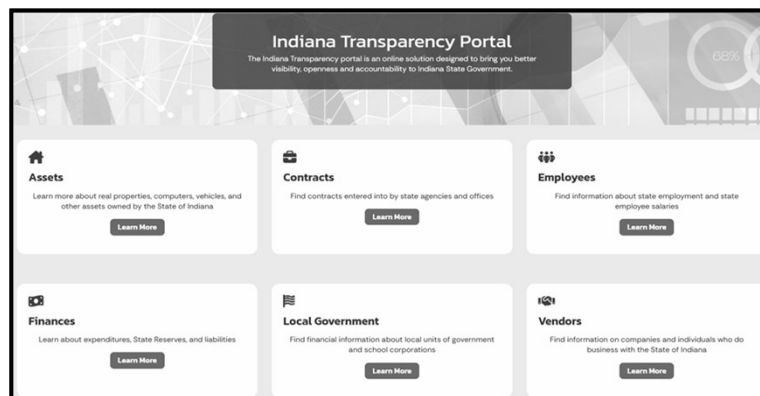 Indiana Transparency Portal
The Indiana Transparency portal is an online solution designed to bring you better
visibility, openness and accountability to Indiana State Government.
68%
Assets
Learn more about real properties, computers, vehicles, and
other assets owned by the State of Indiana
Learn More
Contracts
Find contracts entered into by state agencies and offices
Learn More
Employees
Find information about state employment and state
employee salaries
Learn More
Finances
Learn about expenditures, State Reserves, and liabilities
Learn More
Local Government
Find financial information about local units of government
and school corporations
Learn More
Vendors
Find information on companies and individuals who do
business with the State of Indiana
Learn More